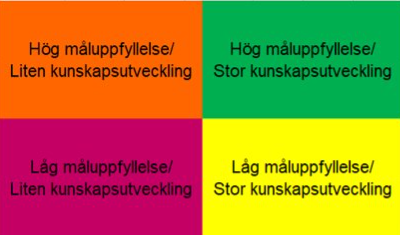 Hög måluppfyllelse/
Liten kunskapsutveckling
Hög måluppfyllelse/
Stor kunskapsutveckling
Låg måluppfyllelse/
Liten kunskapsutveckling
Låg måluppfyllelse/
Stor kunskapsutveckling